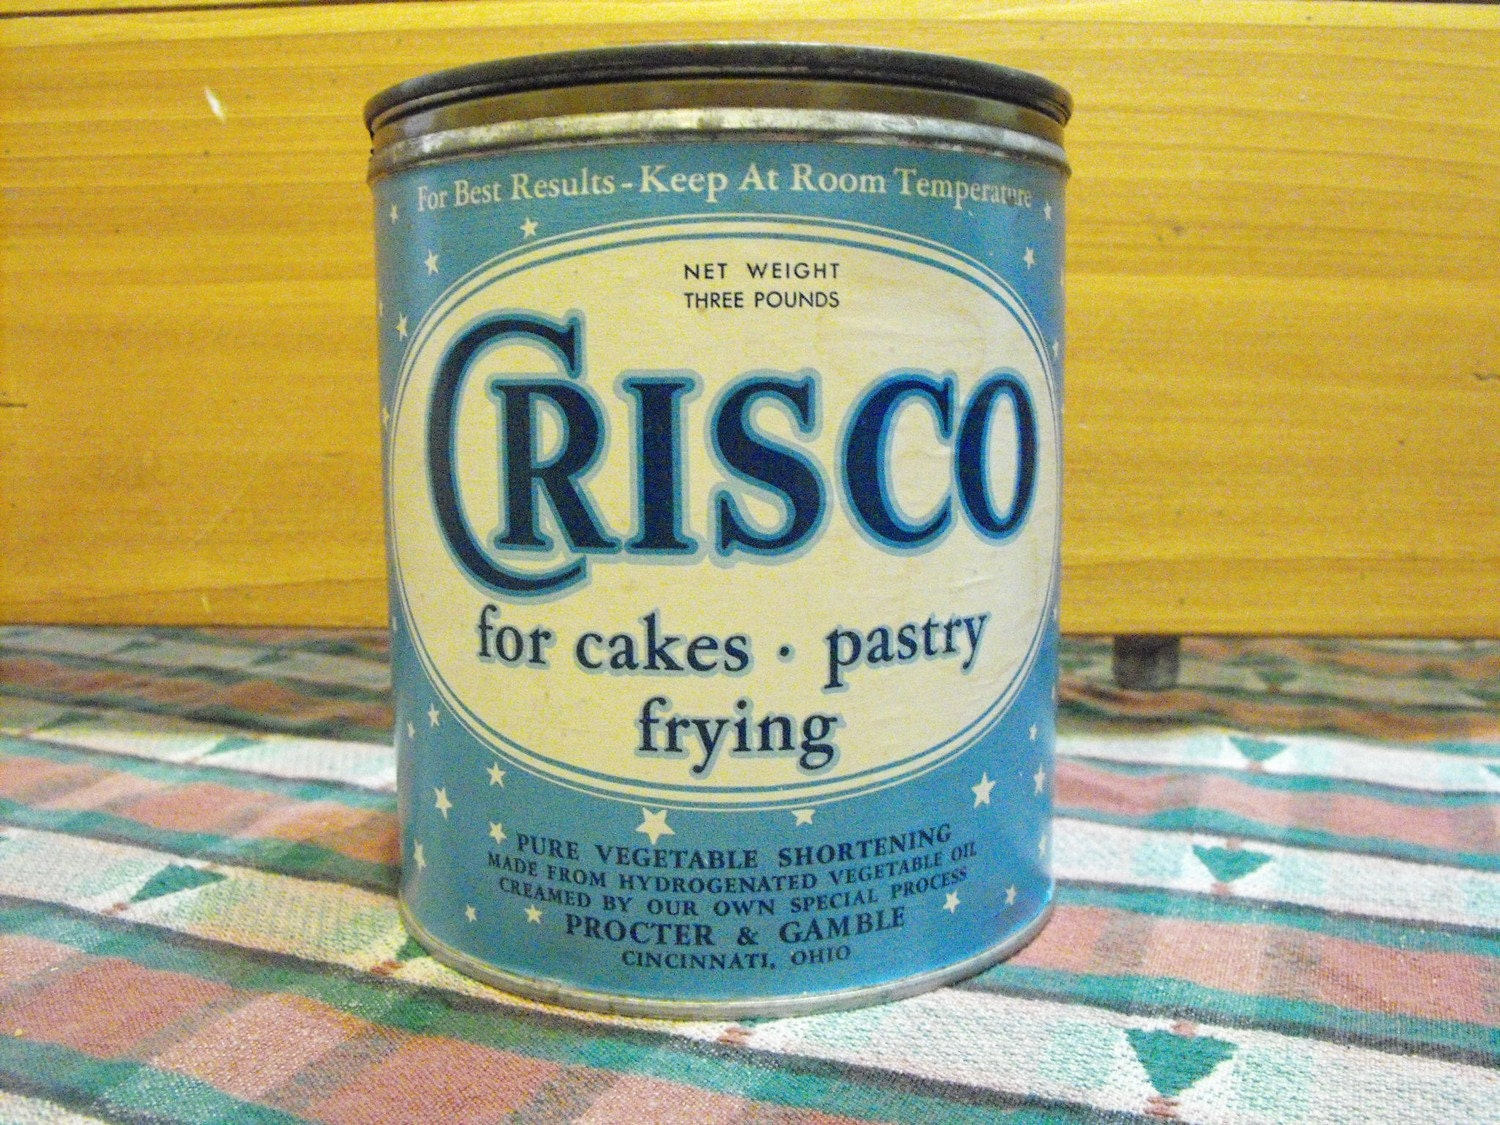 For Best Results - Keep At Room Temperature
NET WEIGHT
THREE POUNDS
CRISCO
for cakes · pastry
frying
PURE VEGETABLE SHORTENING
MADE FROM HYDROGENATED VEGETABLE OIL
CREAMED BY OUR OWN SPECIAL PROCESS
PROCTER & GAMBLE
CINCINNATI, OHIO